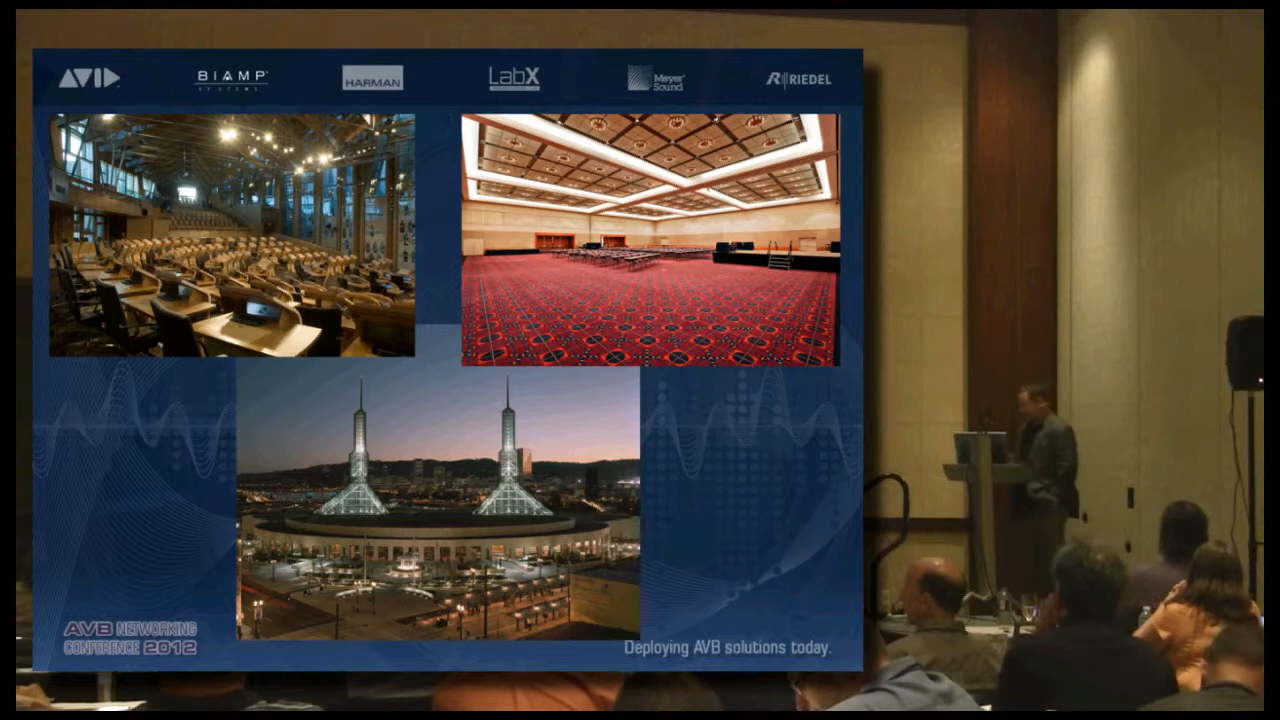 AVID
BIAMP
SYSTEMS
HARMAN
LabX
Meyer
Sound
RIEDEL
AVB NETWORKING
CONFERENCE 2012
Deploying AVB solutions today.